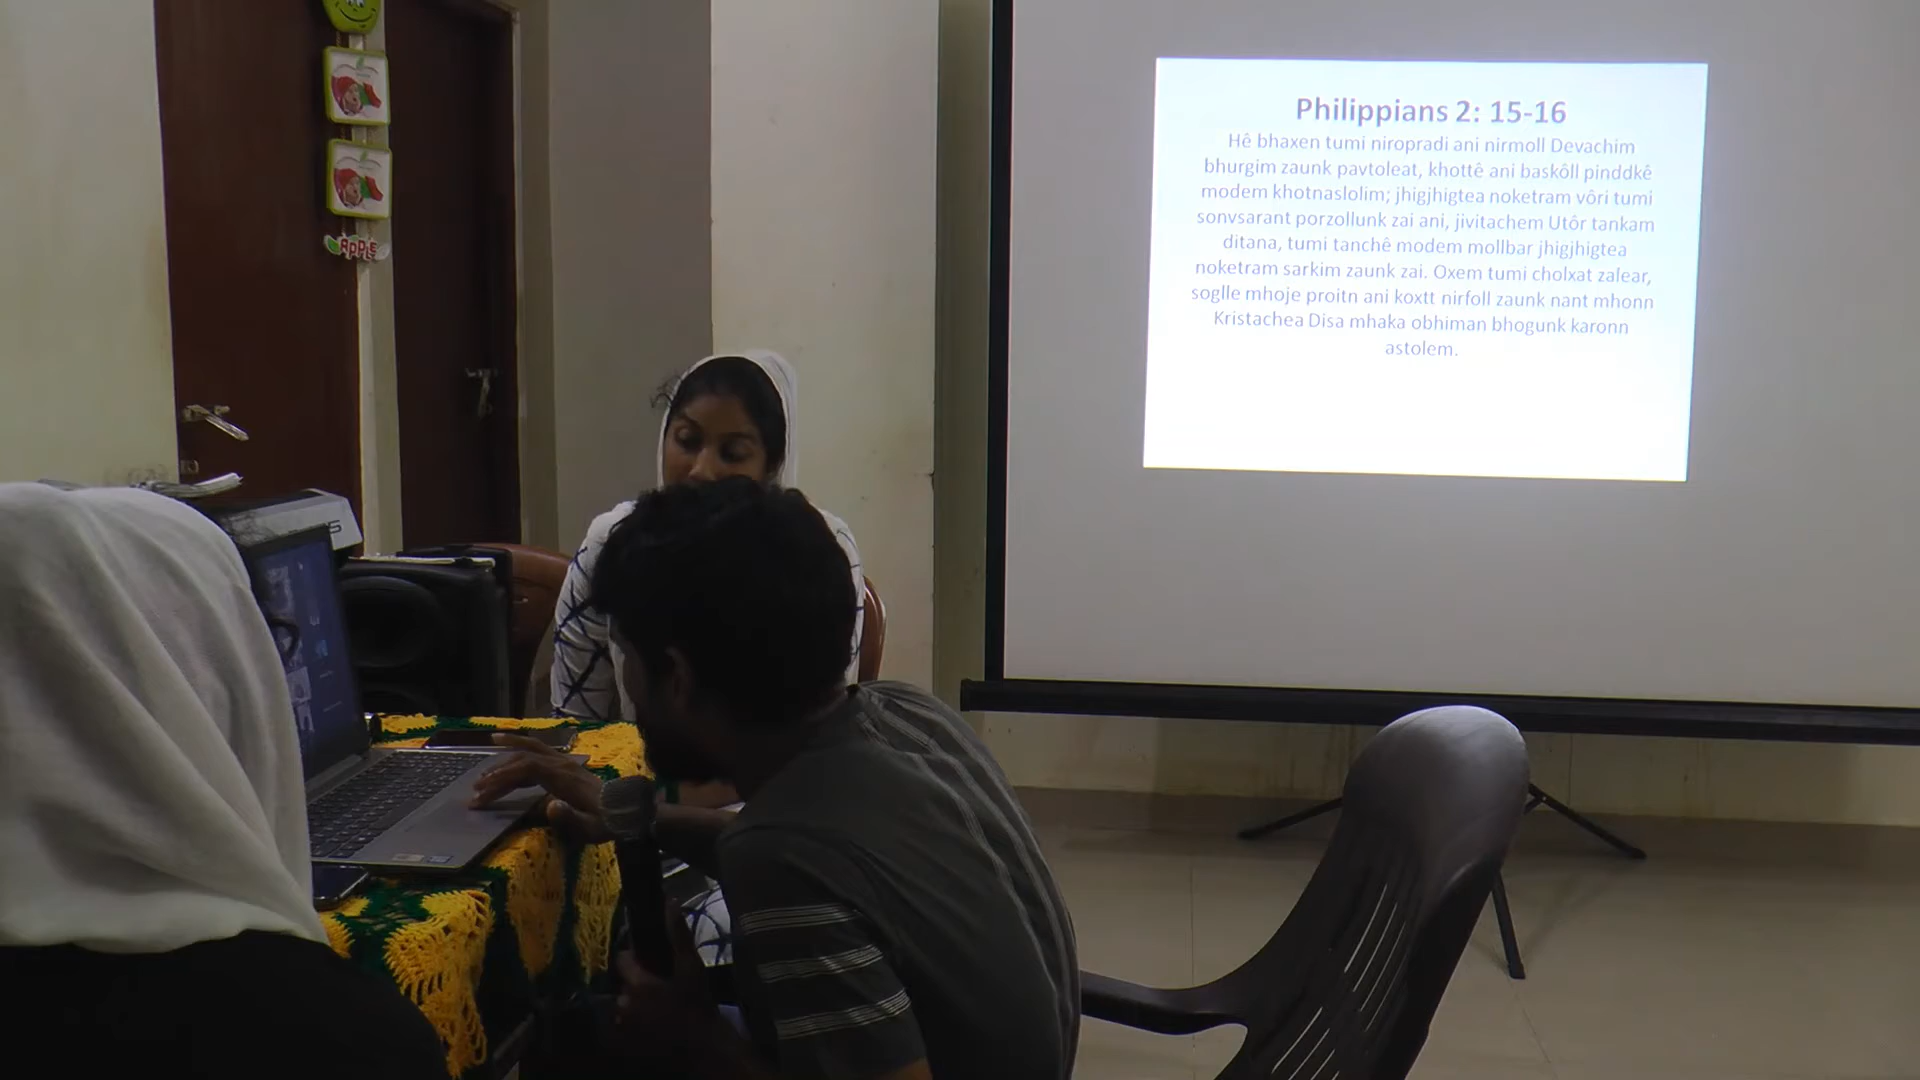 APPLE
Philippians 2: 15-16
Hê bhaxen tumi niropradi ani nirmoll Devachim
bhurgim zaunk pavtoleat, khottê ani baskôll pinddkê
modem khotnaslolim; jhigjhigtea noketram vôri tumi
sonvsarant porzollunk zai ani, jivitachem Utôr tankam
ditana, tumi tanchê modem mollbar jhigjhigtea
noketram sarkim zaunk zai. Oxem tumi cholxat zalear,
soglle mhoje proitn ani koxtt nirfoll zaunk nant mhonn
Kristachea Disa mhaka obhiman bhogunk karonn
astolem.